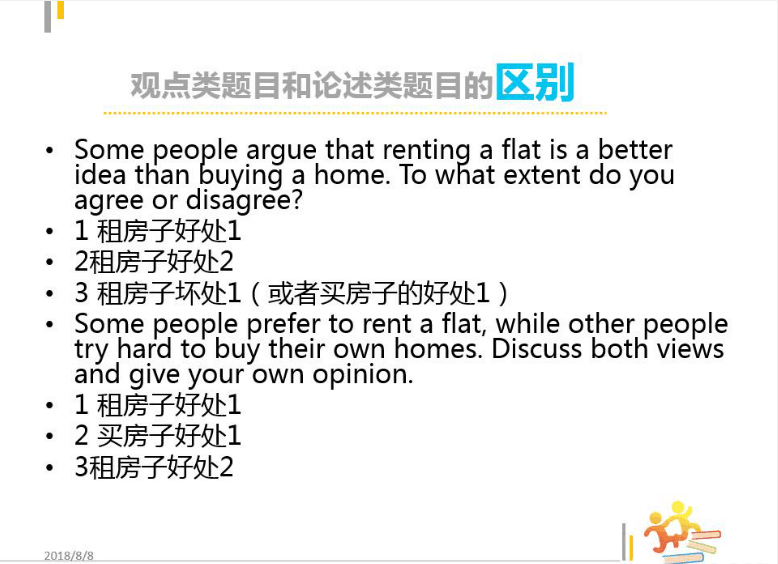 观点类题目和论述类题目的区别
• Some people argue that renting a flat is a better
idea than buying a home. To what extent do you
agree or disagree?
• 1 租房子好处1
• 2租房子好处2
• 3 租房子坏处1（或者买房子的好处1）
• Some people prefer to rent a flat, while other people
try hard to buy their own homes. Discuss both views
and give your own opinion.
• 1 租房子好处1
• 2 买房子好处1
• 3租房子好处2
2018/8/8